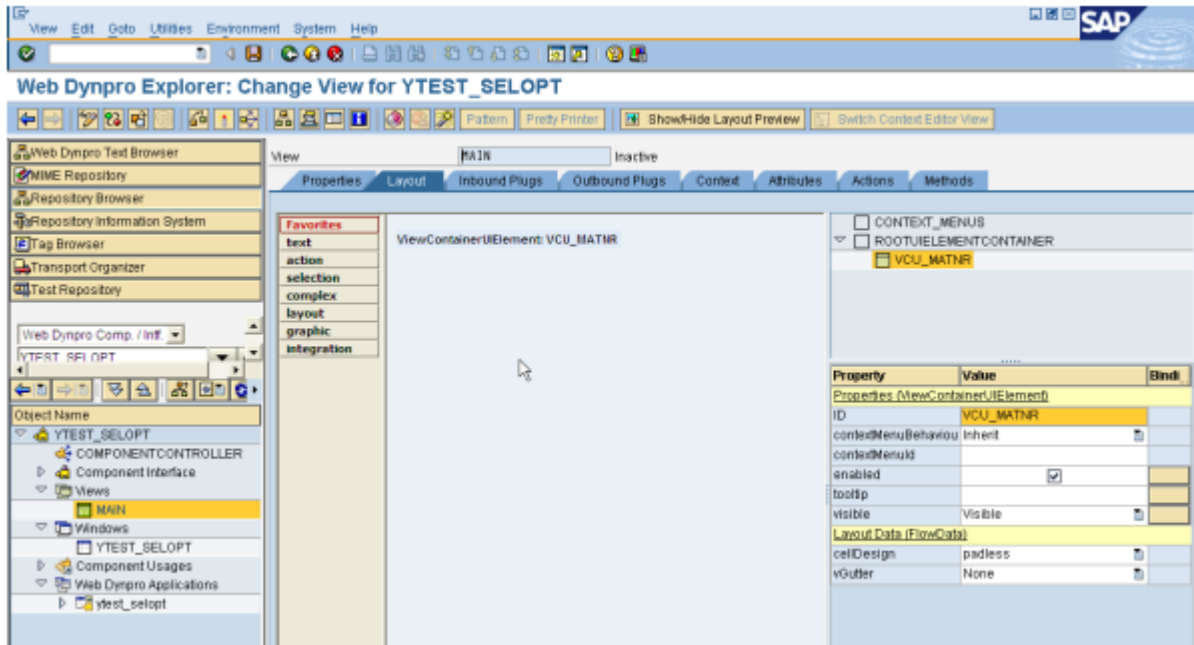 View Edit Goto Utilities Environment System Help
SAP
Web Dynpro Explorer: Change View for YTEST_SELOPT
Pattern Pretty Printer Show/Hide Layout Preview Switch Context Editor View
Web Dynpro Text Browser
MIME Repository
Repository Browser
Repository Information System
Tag Browser
Transport Organizer
Test Repository
Web Dynpro Comp. / Intf.
YTEST_SELOPT
Object Name
YTEST_SELOPT
COMPONENTCONTROLLER
Component Interface
Views
MAIN
Windows
YTEST_SELOPT
Component Usages
Web Dynpro Applications
ytest_selopt
View MAIN Inactive
Properties Layout Inbound Plugs Outbound Plugs Context Attributes Actions Methods
Favorites
text
action
selection
complex
layout
graphic
integration
ViewContainerUIElement: VCU_MATNR
CONTEXT_MENUS
ROOTUIELEMENTCONTAINER
VCU_MATNR
Property Value Bindi
Properties (ViewContainerUIElement)
ID VCU_MATNR
contextMenuBehaviou Inherit
contextMenuId
enabled
tooltip
visible Visible
Layout Data (FlowData)
cellDesign padless
vGutter None